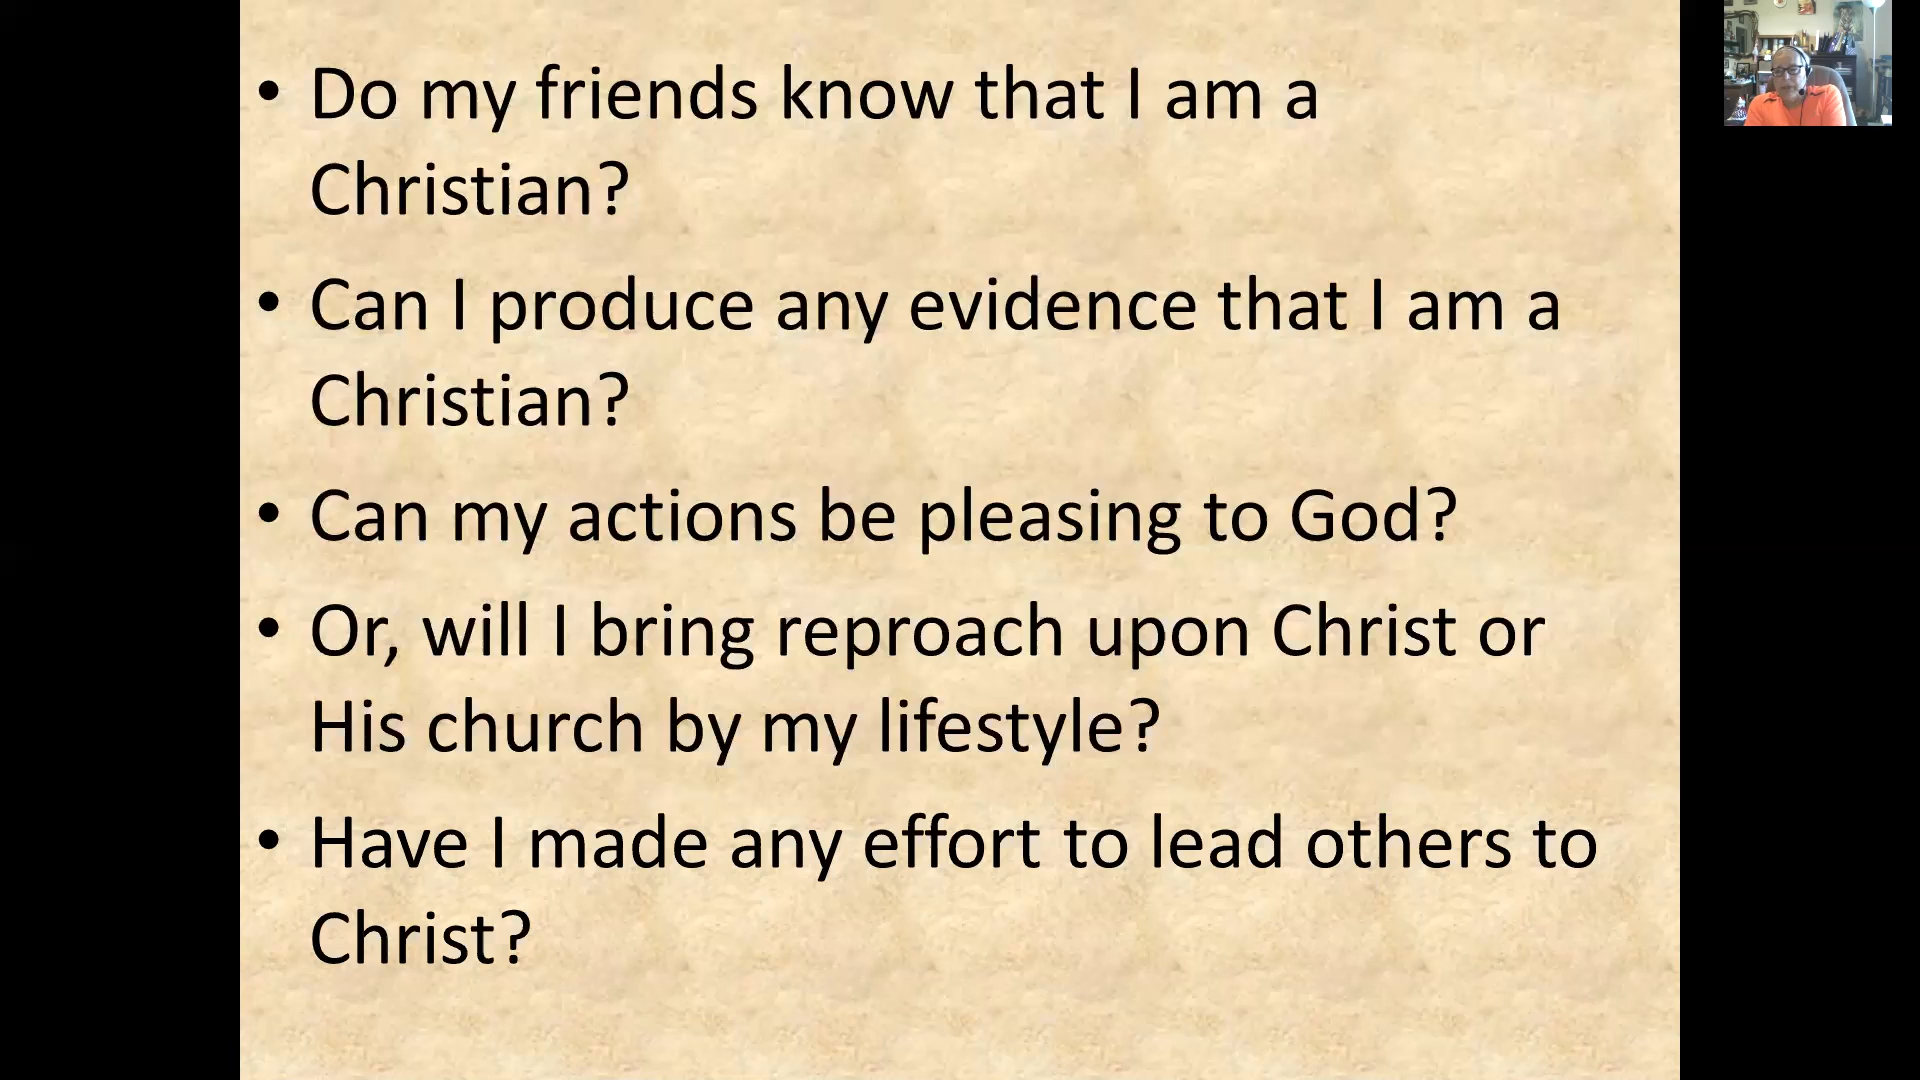 • Do my friends know that I am a
Christian?
• Can I produce any evidence that I am a
Christian?
• Can my actions be pleasing to God?
• Or, will I bring reproach upon Christ or
His church by my lifestyle?
• Have I made any effort to lead others to
Christ?